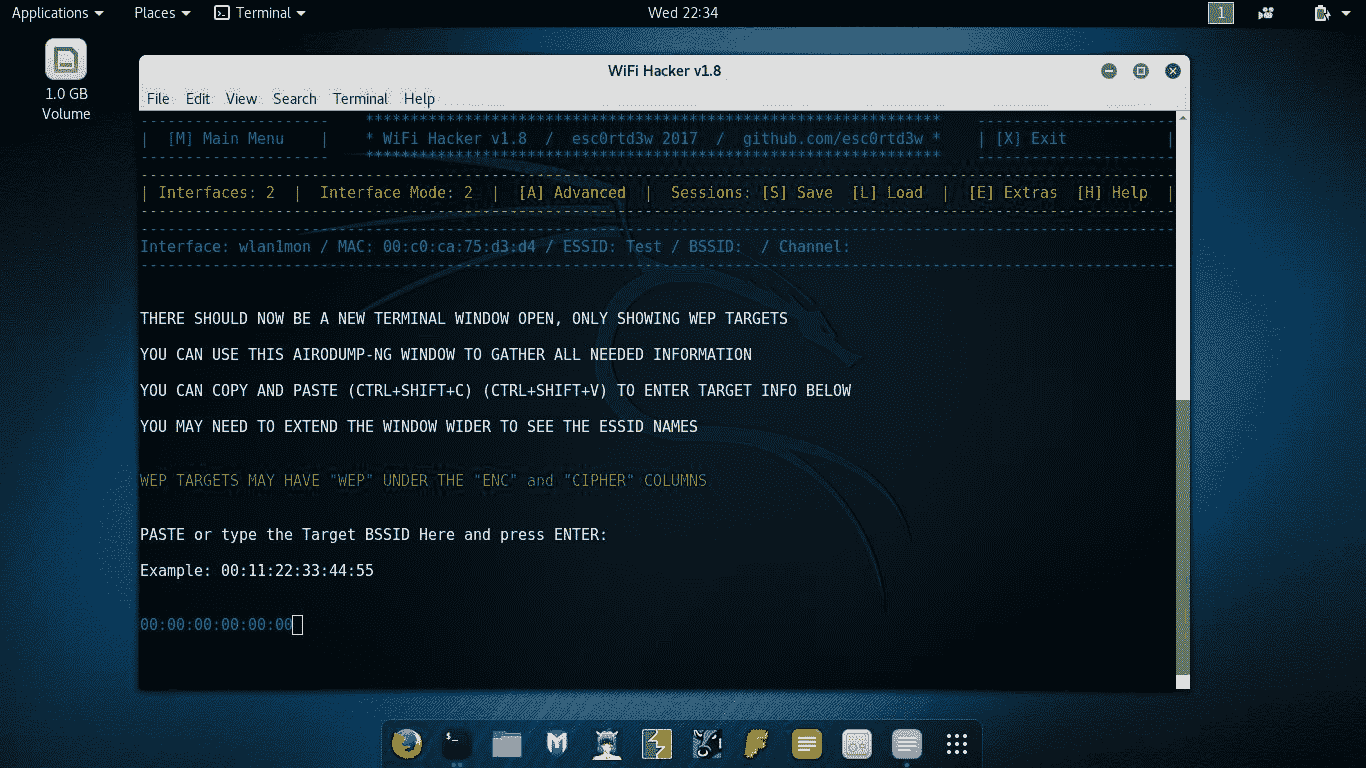 Applications Places Terminal Wed 22:34 1
1.0 GB
Volume
WiFi Hacker v1.8
File Edit View Search Terminal Help
-------------------- **************************************************************** ----------------------
| [M] Main Menu | * WiFi Hacker v1.8 / esc0rtd3w 2017 / github.com/esc0rtd3w * | [X] Exit |
| Interfaces: 2 | Interface Mode: 2 | [A] Advanced | Sessions: [S] Save [L] Load | [E] Extras [H] Help |
Interface: wlan1mon / MAC: 00:c0:ca:75:d3:d4 / ESSID: Test / BSSID: / Channel:
THERE SHOULD NOW BE A NEW TERMINAL WINDOW OPEN, ONLY SHOWING WEP TARGETS
YOU CAN USE THIS AIRODUMP-NG WINDOW TO GATHER ALL NEEDED INFORMATION
YOU CAN COPY AND PASTE (CTRL+SHIFT+C) (CTRL+SHIFT+V) TO ENTER TARGET INFO BELOW
YOU MAY NEED TO EXTEND THE WINDOW WIDER TO SEE THE ESSID NAMES
WEP TARGETS MAY HAVE "WEP" UNDER THE "ENC" and "CIPHER" COLUMNS
PASTE or type the Target BSSID Here and press ENTER:
Example: 00:11:22:33:44:55
00:00:00:00:00:00